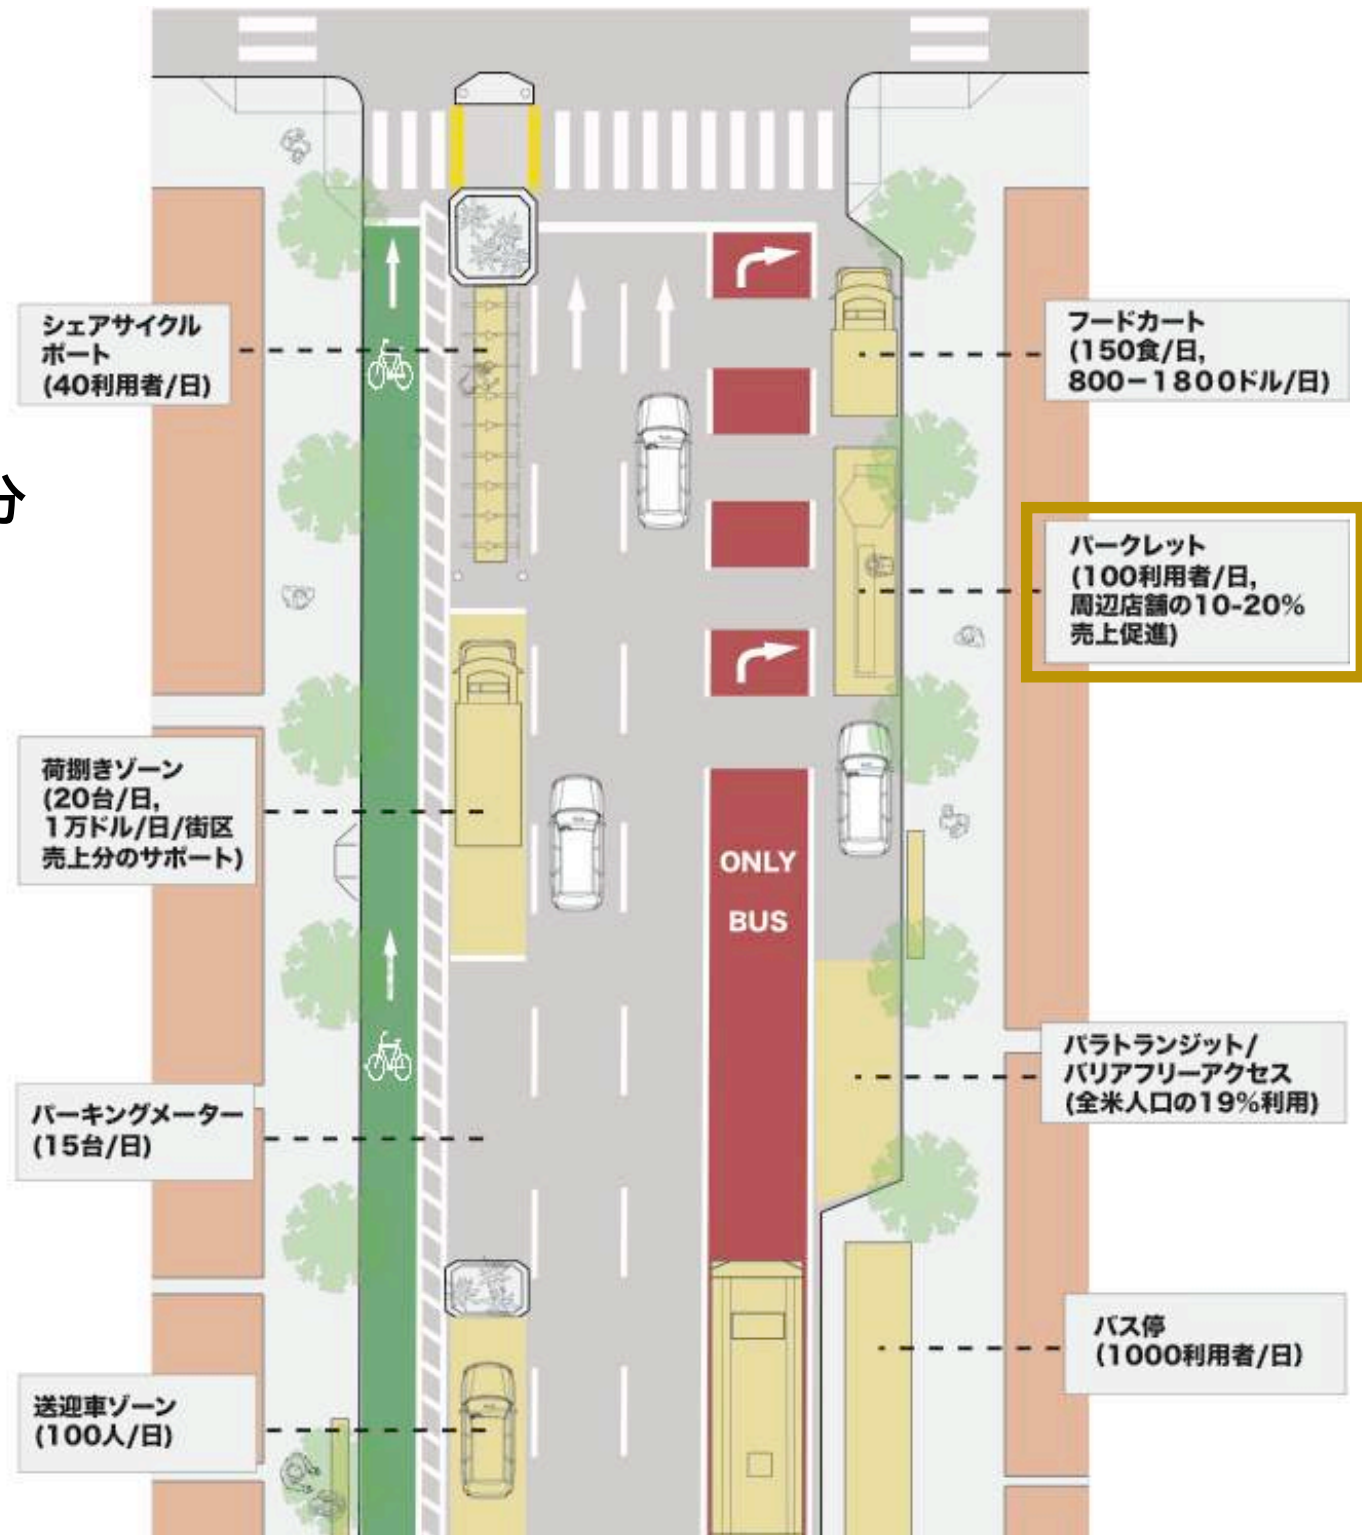 シェアサイクル
ポート
(40利用者/日)
フードカート
(150食/日,
800－1800ドル/日)
分
パークレット
(100利用者/日,
周辺店舗の10-20%
売上促進)
荷捌きゾーン
(20台/日,
1万ドル/日/街区
売上分のサポート)
ONLY
BUS
パラトランジット/
バリアフリーアクセス
(全米人口の19%利用)
パーキングメーター
(15台/日)
バス停
(1000利用者/日)
送迎車ゾーン
(100人/日)